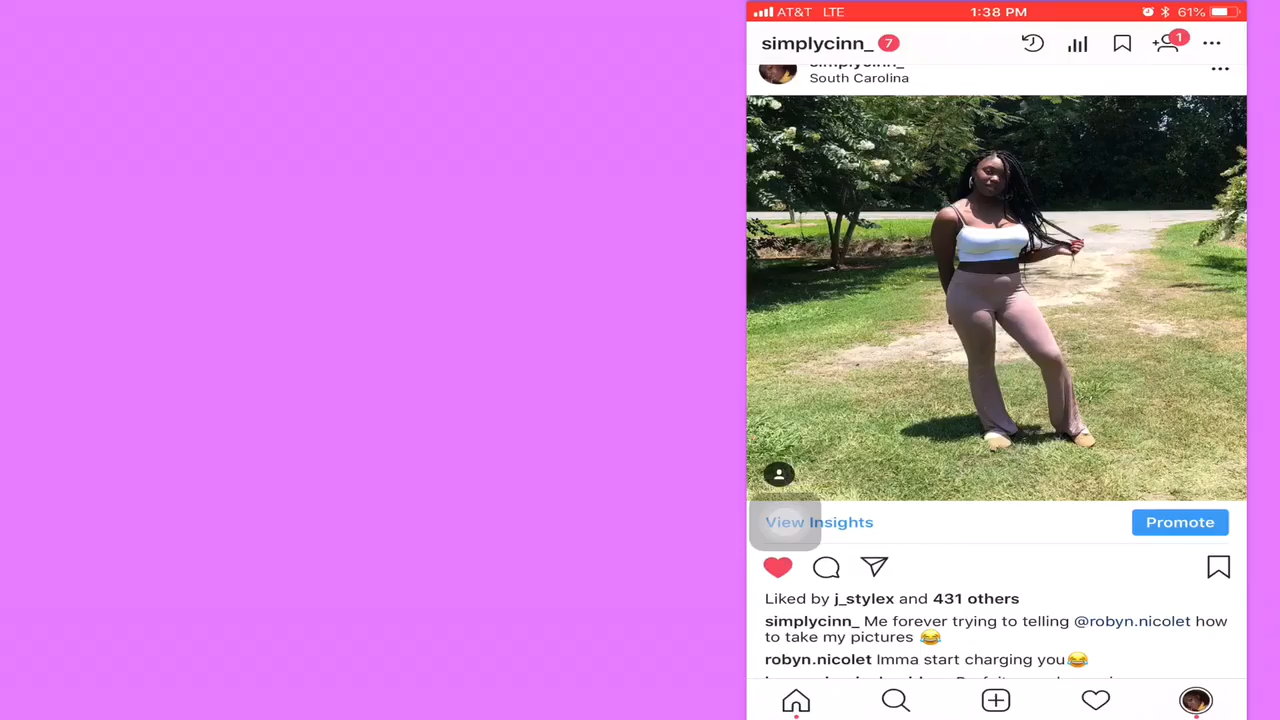 AT&T LTE 1:38 PM 61%
simplycinn_ 7 1
simplycinn_
South Carolina
View Insights Promote
Liked by j_stylex and 431 others
simplycinn_ Me forever trying to telling @robyn.nicolet how
to take my pictures 😂
robyn.nicolet Imma start charging you😂